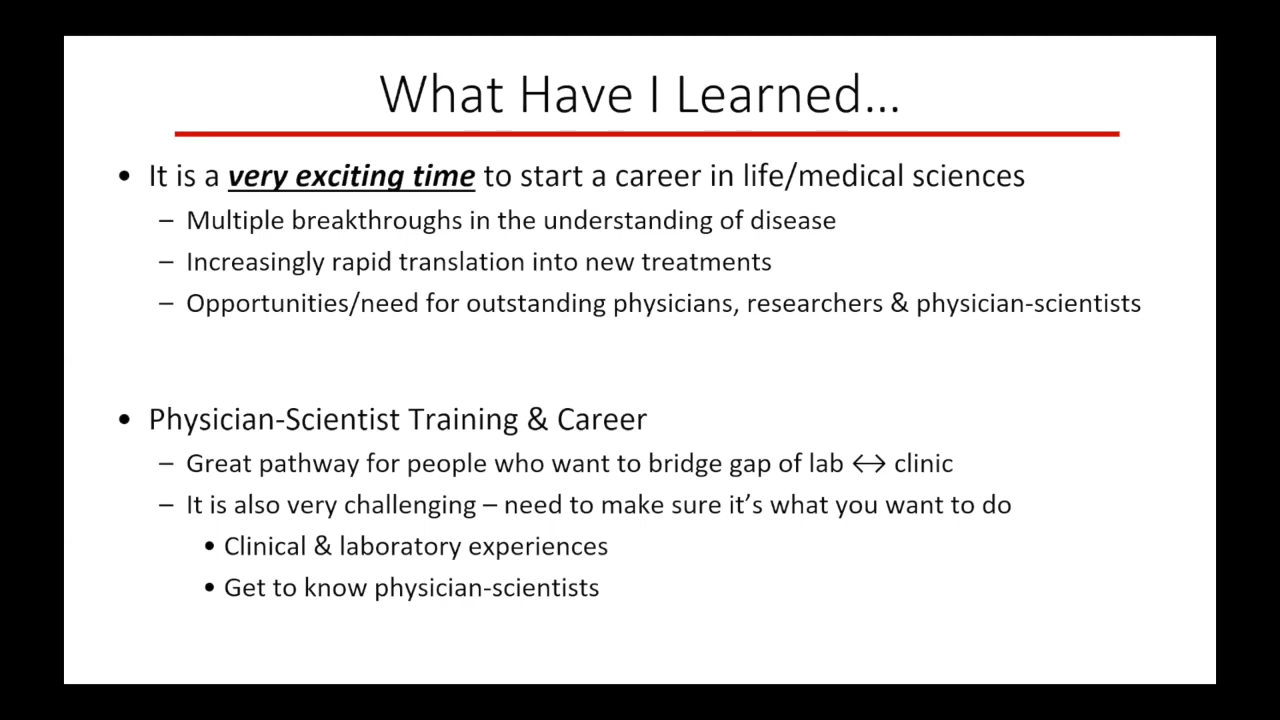 What Have I Learned...
• It is a very exciting time to start a career in life/medical sciences
– Multiple breakthroughs in the understanding of disease
– Increasingly rapid translation into new treatments
– Opportunities/need for outstanding physicians, researchers & physician-scientists
• Physician-Scientist Training & Career
– Great pathway for people who want to bridge gap of lab ↔ clinic
– It is also very challenging – need to make sure it’s what you want to do
• Clinical & laboratory experiences
• Get to know physician-scientists